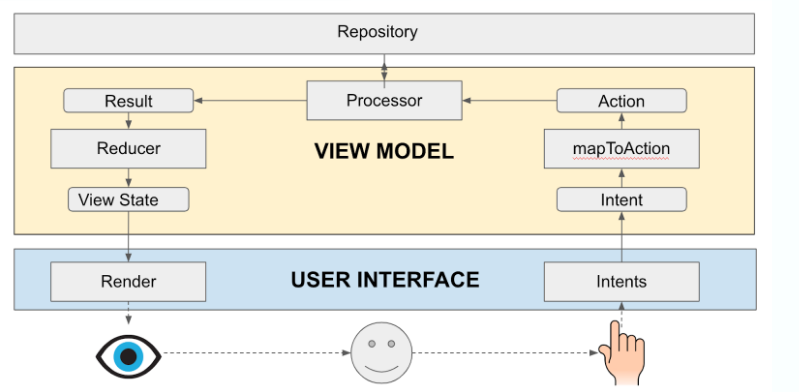 Repository
Result
Processor
Action
Reducer
VIEW MODEL
mapToAction
View State
Intent
Render
USER INTERFACE
Intents